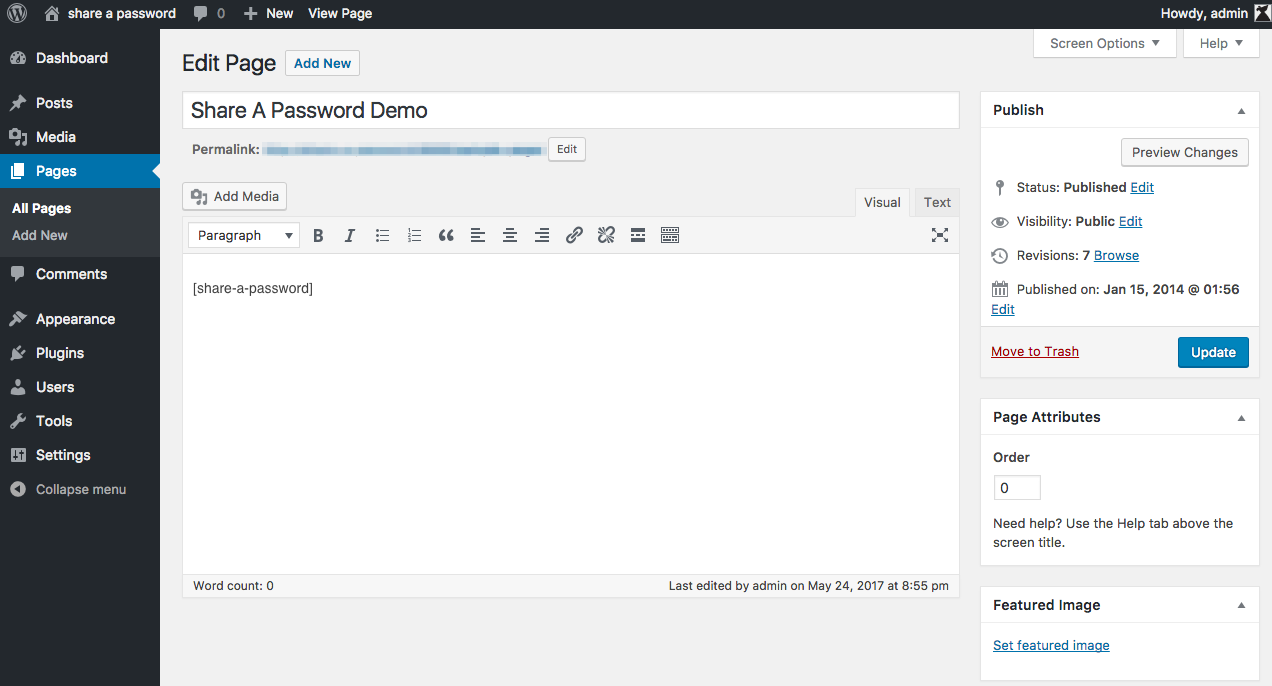 share a password 0 New View Page Howdy, admin
Screen Options Help
Dashboard
Posts
Media
Pages
All Pages
Add New
Comments
Appearance
Plugins
Users
Tools
Settings
Collapse menu
Edit Page Add New
Share A Password Demo
Permalink: Edit
Add Media
Visual Text
Paragraph
[share-a-password]
Word count: 0 Last edited by admin on May 24, 2017 at 8:55 pm
Publish
Preview Changes
Status: Published Edit
Visibility: Public Edit
Revisions: 7 Browse
Published on: Jan 15, 2014 @ 01:56
Edit
Move to Trash Update
Page Attributes
Order
0
Need help? Use the Help tab above the
screen title.
Featured Image
Set featured image